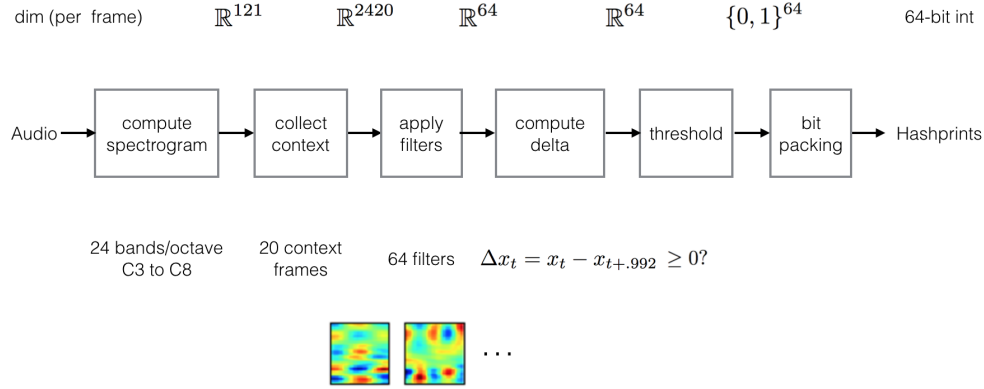 dim (per frame) ℝ^121 ℝ^2420 ℝ^64 ℝ^64 {0, 1}^64 64-bit int
Audio
compute
spectrogram
collect
context
apply
filters
compute
delta
threshold
bit
packing
Hashprints
24 bands/octave
C3 to C8
20 context
frames
64 filters
Δx_t = x_t − x_{t+.992} ≥ 0?
...